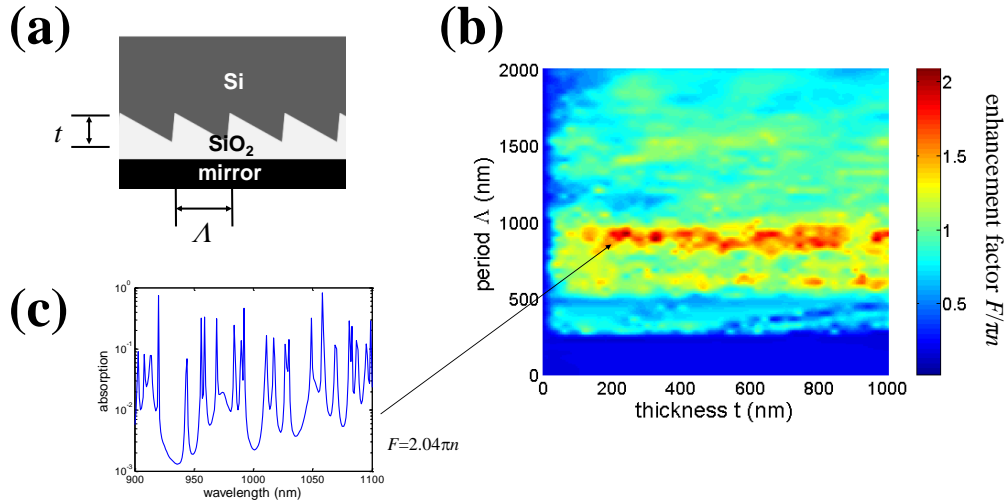 (a)
Si
t
SiO2
mirror
Λ
(b)
2000
1500
1000
500
0
period Λ (nm)
0 200 400 600 800 1000
thickness t (nm)
2
1.5
1
0.5
enhancement factor F/πn
(c)
10^0
10^-1
10^-2
10^-3
absorption
900 950 1000 1050 1100
wavelength (nm)
F=2.04πn